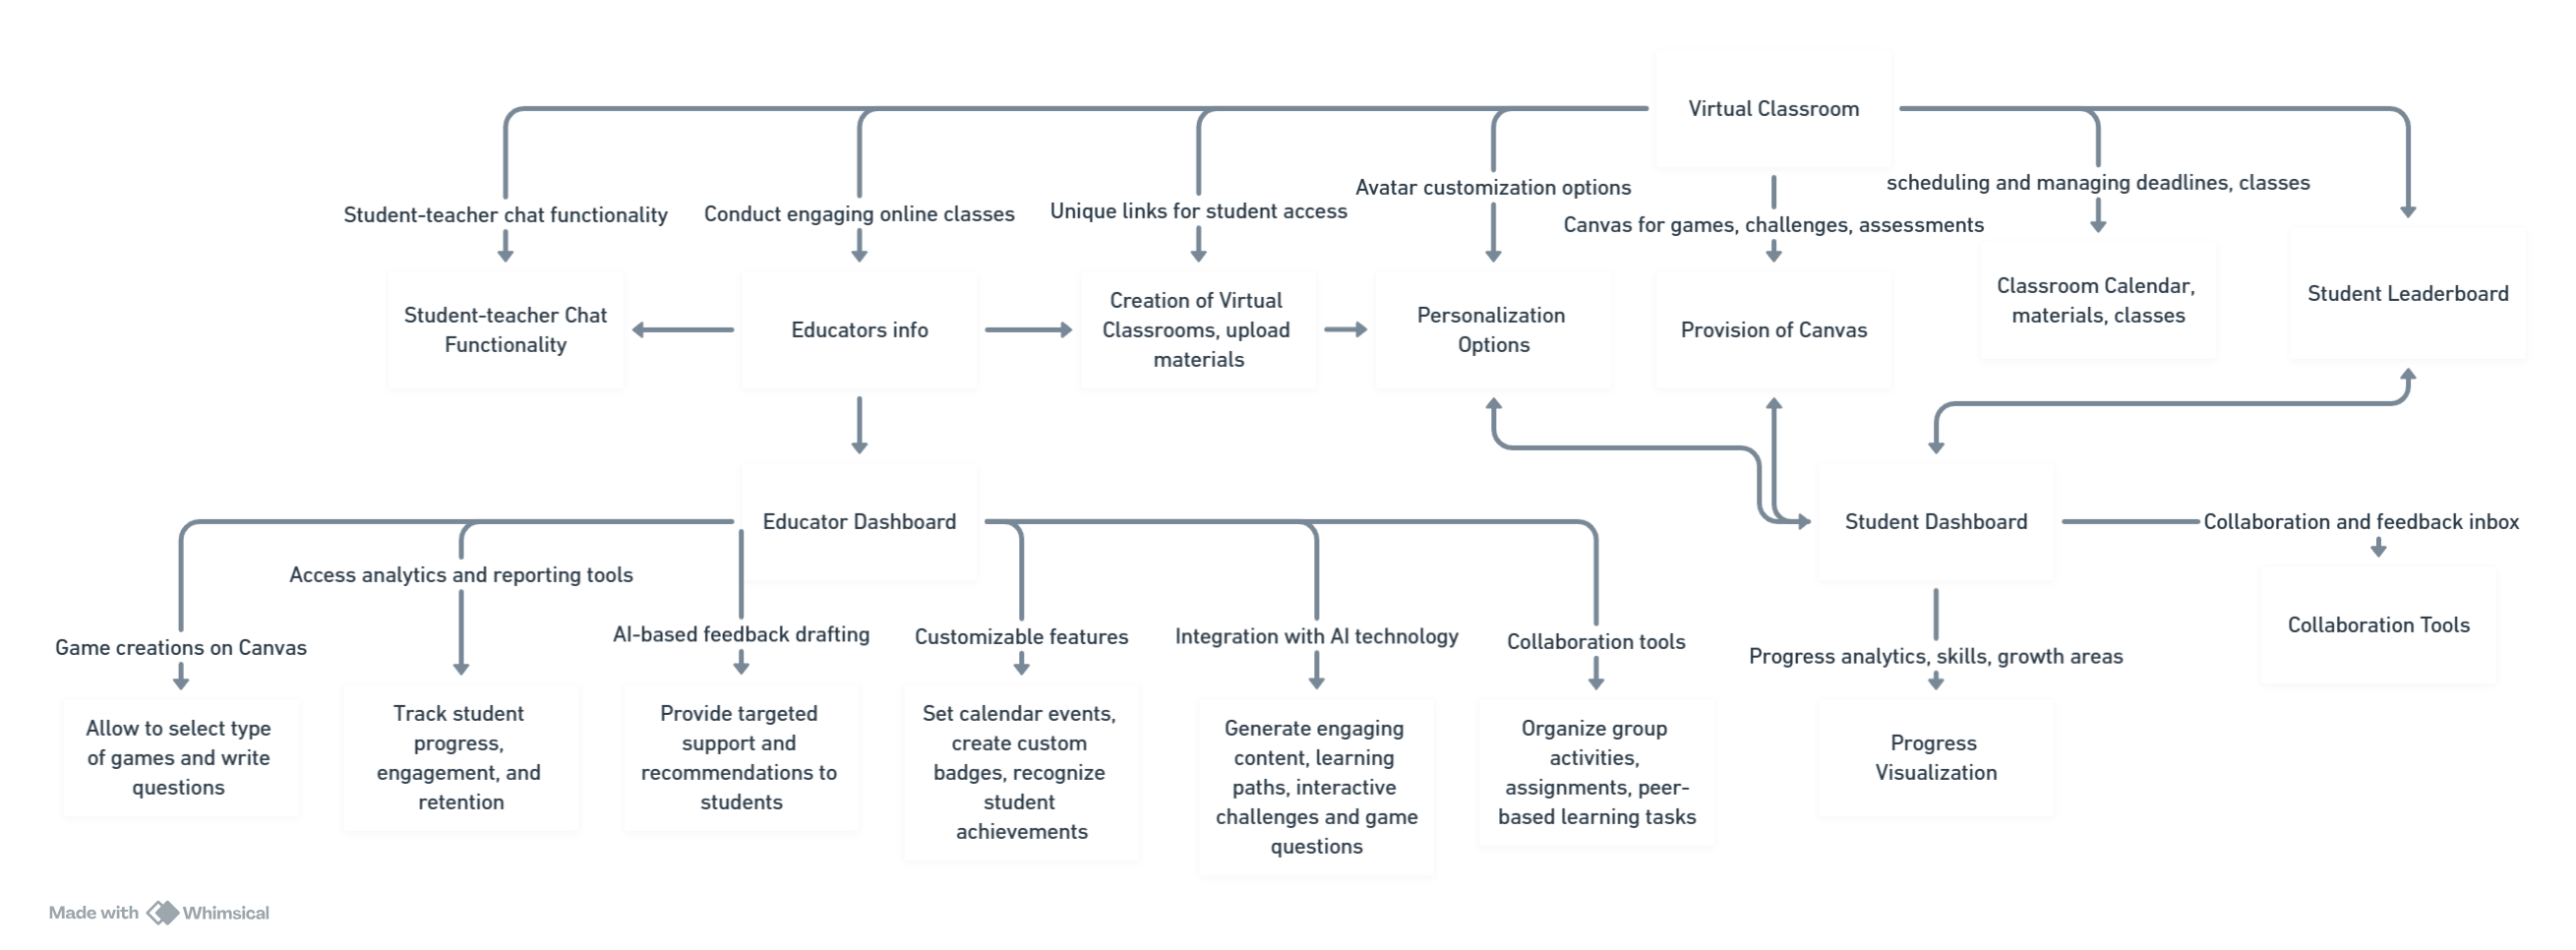 Virtual Classroom
Student-teacher chat functionality
Conduct engaging online classes
Unique links for student access
Avatar customization options
Canvas for games, challenges, assessments
scheduling and managing deadlines, classes
Student-teacher Chat
Functionality
Educators info
Creation of Virtual
Classrooms, upload
materials
Personalization
Options
Provision of Canvas
Classroom Calendar,
materials, classes
Student Leaderboard
Educator Dashboard
Student Dashboard
Collaboration and feedback inbox
Game creations on Canvas
Access analytics and reporting tools
AI-based feedback drafting
Customizable features
Integration with AI technology
Collaboration tools
Progress analytics, skills, growth areas
Collaboration Tools
Allow to select type
of games and write
questions
Track student
progress,
engagement, and
retention
Provide targeted
support and
recommendations to
students
Set calendar events,
create custom
badges, recognize
student
achievements
Generate engaging
content, learning
paths, interactive
challenges and game
questions
Organize group
activities,
assignments, peer-
based learning tasks
Progress
Visualization
Made with Whimsical